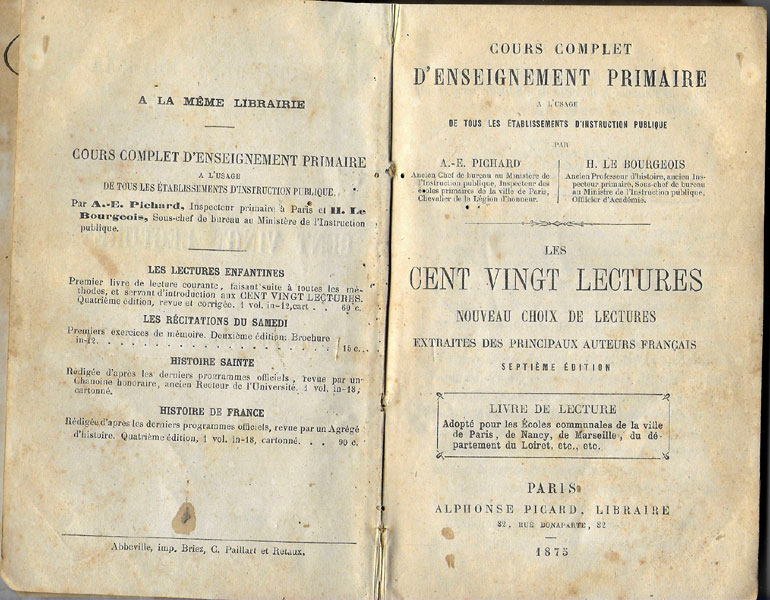 A LA MÊME LIBRAIRIE
COURS COMPLET D'ENSEIGNEMENT PRIMAIRE
A L'USAGE
DE TOUS LES ÉTABLISSEMENTS D'INSTRUCTION PUBLIQUE.
Par A.-E. Pichard, Inspecteur primaire à Paris et H. Le
Bourgeois, Sous-chef de bureau au Ministère de l'Instruction
publique.
LES LECTURES ENFANTINES
Premier livre de lecture courante, faisant suite à toutes les mé-
thodes, et servant d'introduction aux CENT VINGT LECTURES.
Quatrième édition, revue et corrigée. 1 vol. in-12, cart . . 60 c.
LES RÉCITATIONS DU SAMEDI
Premiers exercices de mémoire. Deuxième édition: Brochure
in-12. . . . . . . . . . . . . . . . 15 c.
HISTOIRE SAINTE
Rédigée d'après les derniers programmes officiels, revue par un
Chanoine honoraire, ancien Recteur de l'Université. 1 vol. in-18,
cartonné.
HISTOIRE DE FRANCE
Rédigée d'après les derniers programmes officiels, revue par un Agrégé
d'histoire. Quatrième édition, 1 vol. in-18, cartonné. . . 90 c.
Abbeville, imp. Briez, C. Paillart et Retaux.
COURS COMPLET
D'ENSEIGNEMENT PRIMAIRE
A L'USAGE
DE TOUS LES ÉTABLISSEMENTS D'INSTRUCTION PUBLIQUE
PAR
A.-E. PICHARD
Ancien Chef de bureau au Ministère de
l'Instruction publique, Inspecteur des
écoles primaires de la ville de Paris,
Chevalier de la Légion d'honneur.
H. LE BOURGEOIS
Ancien Professeur d'histoire, ancien Ins-
pecteur primaire, Sous-chef de bureau
au Ministre de l'Instruction publique,
Officier d'Académie.
LES
CENT VINGT LECTURES
NOUVEAU CHOIX DE LECTURES
EXTRAITES DES PRINCIPAUX AUTEURS FRANÇAIS
SEPTIÈME ÉDITION
LIVRE DE LECTURE
Adopté pour les Écoles communales de la ville
de Paris, de Nancy, de Marseille, du dé-
partement du Loiret, etc., etc.
PARIS
ALPHONSE PICARD, LIBRAIRE
82, RUE BONAPARTE, 82
1875